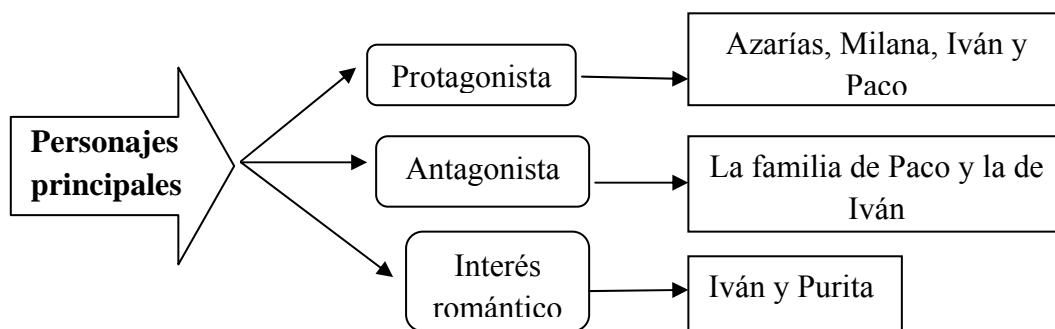 Personajes
principales
Protagonista
Azarías, Milana, Iván y
Paco
Antagonista
La familia de Paco y la de
Iván
Interés
romántico
Iván y Purita